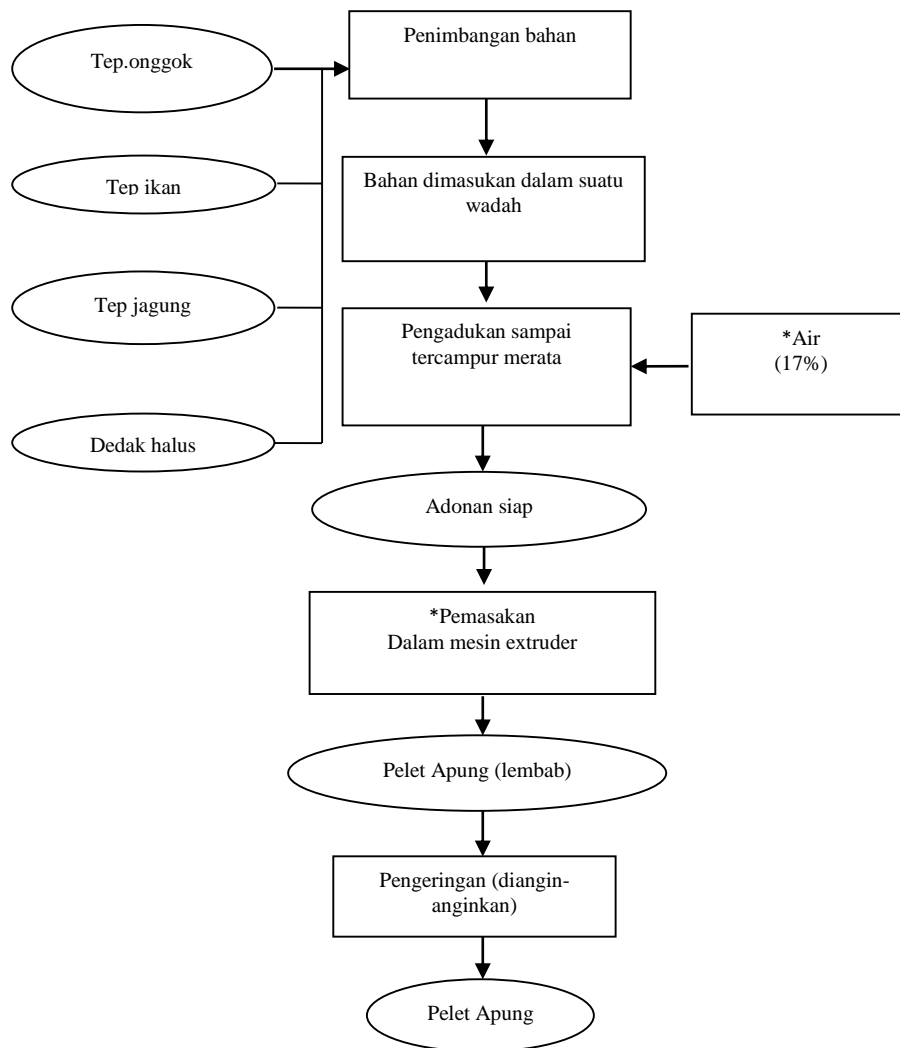 Penimbangan bahan
Tep.onggok
Bahan dimasukan dalam suatu
wadah
Tep ikan
Tep jagung
Pengadukan sampai
tercampur merata
*Air
(17%)
Dedak halus
Adonan siap
*Pemasakan
Dalam mesin extruder
Pelet Apung (lembab)
Pengeringan (diangin-
anginkan)
Pelet Apung